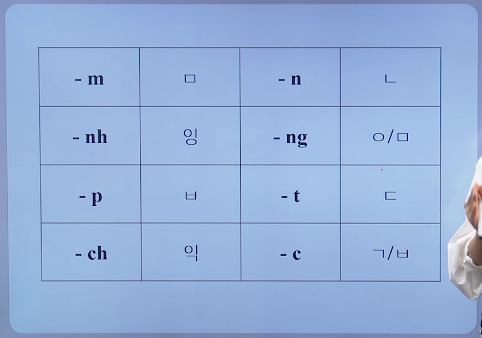 - m ㅁ - n ㄴ
- nh 잉 - ng ㅇ/ㅁ
- p ㅂ - t ㄷ
- ch 익 - c ㄱ/ㅂ